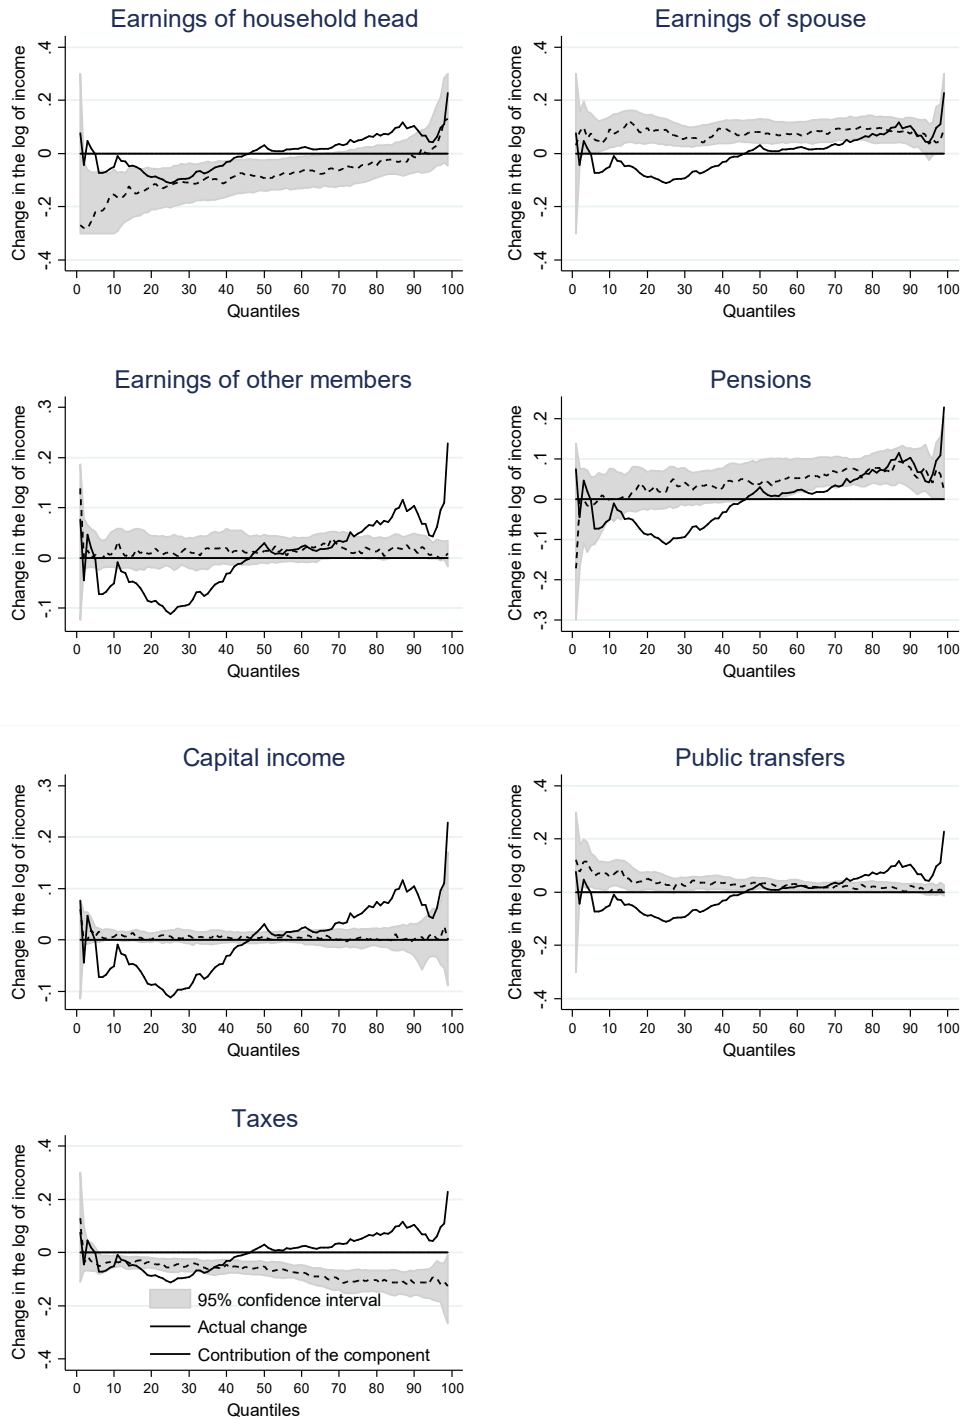 Earnings of household head
Change in the log of income
.4
.2
0
-.2
-.4
0 10 20 30 40 50 60 70 80 90 100
Quantiles
Earnings of spouse
Change in the log of income
.4
.2
0
-.2
-.4
0 10 20 30 40 50 60 70 80 90 100
Quantiles
Earnings of other members
Change in the log of income
.3
.2
.1
0
-.1
0 10 20 30 40 50 60 70 80 90 100
Quantiles
Pensions
Change in the log of income
.2
.1
0
-.1
-.2
-.3
0 10 20 30 40 50 60 70 80 90 100
Quantiles
Capital income
Change in the log of income
.3
.2
.1
0
-.1
0 10 20 30 40 50 60 70 80 90 100
Quantiles
Public transfers
Change in the log of income
.4
.2
0
-.2
-.4
0 10 20 30 40 50 60 70 80 90 100
Quantiles
Taxes
Change in the log of income
.4
.2
0
-.2
-.4
95% confidence interval
Actual change
Contribution of the component
0 10 20 30 40 50 60 70 80 90 100
Quantiles